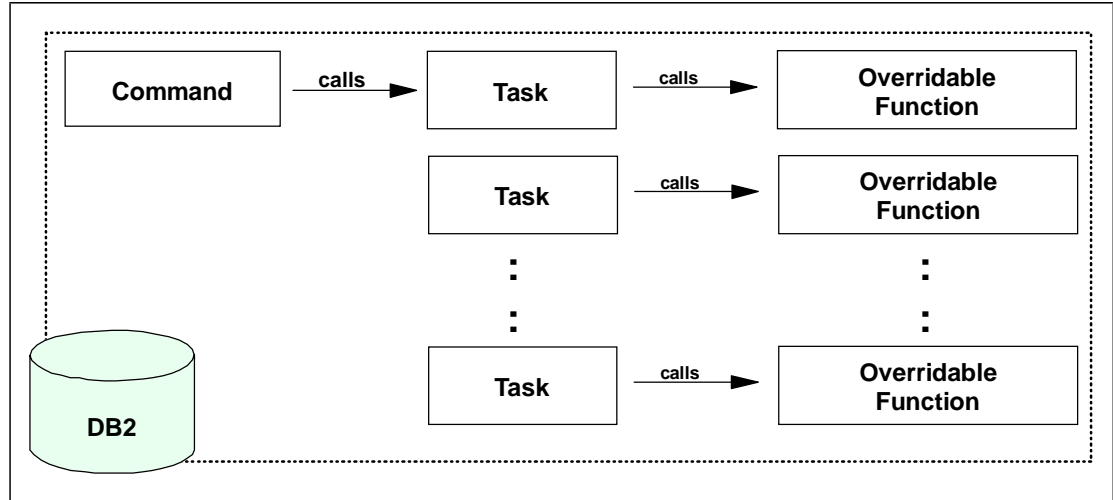 Command
calls
Task
calls
Overridable
Function
Task
calls
Overridable
Function
:
:
:
:
Task
calls
Overridable
Function
DB2